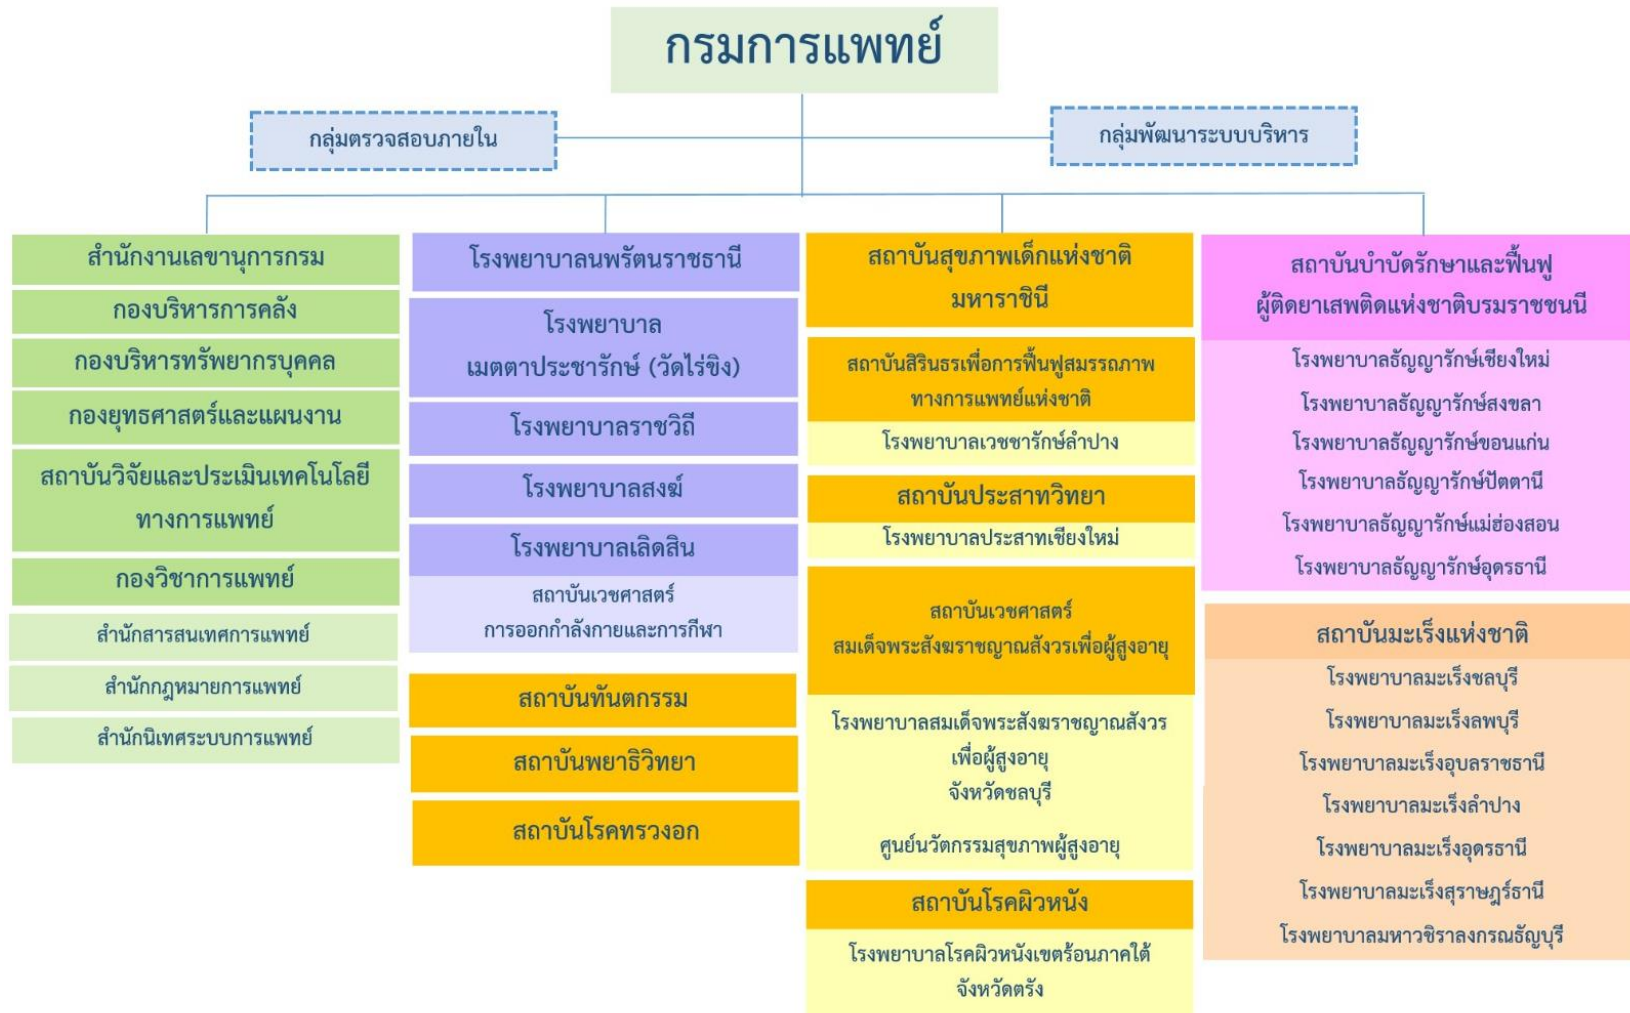 กรมการแพทย์
กลุ่มตรวจสอบภายใน
กลุ่มพัฒนาระบบบริหาร
สำนักงานเลขานุการกรม
กองบริหารการคลัง
กองบริหารทรัพยากรบุคคล
กองยุทธศาสตร์และแผนงาน
สถาบันวิจัยและประเมินเทคโนโลยี
ทางการแพทย์
กองวิชาการแพทย์
สำนักสารสนเทศการแพทย์
สำนักกฎหมายการแพทย์
สำนักนิเทศระบบการแพทย์
โรงพยาบาลนพรัตนราชธานี
โรงพยาบาล
เมตตาประชารักษ์ (วัดไร่ขิง)
โรงพยาบาลราชวิถี
โรงพยาบาลสงฆ์
โรงพยาบาลเลิดสิน
สถาบันเวชศาสตร์
การออกกำลังกายและการกีฬา
สถาบันทันตกรรม
สถาบันพยาธิวิทยา
สถาบันโรคทรวงอก
สถาบันสุขภาพเด็กแห่งชาติ
มหาราชินี
สถาบันสิรินธรเพื่อการฟื้นฟูสมรรถภาพ
ทางการแพทย์แห่งชาติ
โรงพยาบาลเวชชารักษ์ลำปาง
สถาบันประสาทวิทยา
โรงพยาบาลประสาทเชียงใหม่
สถาบันเวชศาสตร์
สมเด็จพระสังฆราชญาณสังวรเพื่อผู้สูงอายุ
โรงพยาบาลสมเด็จพระสังฆราชญาณสังวร
เพื่อผู้สูงอายุ
จังหวัดชลบุรี
ศูนย์นวัตกรรมสุขภาพผู้สูงอายุ
สถาบันโรคผิวหนัง
โรงพยาบาลโรคผิวหนังเขตร้อนภาคใต้
จังหวัดตรัง
สถาบันบำบัดรักษาและฟื้นฟู
ผู้ติดยาเสพติดแห่งชาติบรมราชชนนี
โรงพยาบาลธัญญารักษ์เชียงใหม่
โรงพยาบาลธัญญารักษ์สงขลา
โรงพยาบาลธัญญารักษ์ขอนแก่น
โรงพยาบาลธัญญารักษ์ปัตตานี
โรงพยาบาลธัญญารักษ์แม่ฮ่องสอน
โรงพยาบาลธัญญารักษ์อุดรธานี
สถาบันมะเร็งแห่งชาติ
โรงพยาบาลมะเร็งชลบุรี
โรงพยาบาลมะเร็งลพบุรี
โรงพยาบาลมะเร็งอุบลราชธานี
โรงพยาบาลมะเร็งลำปาง
โรงพยาบาลมะเร็งอุดรธานี
โรงพยาบาลมะเร็งสุราษฎร์ธานี
โรงพยาบาลมหาวชิราลงกรณธัญบุรี